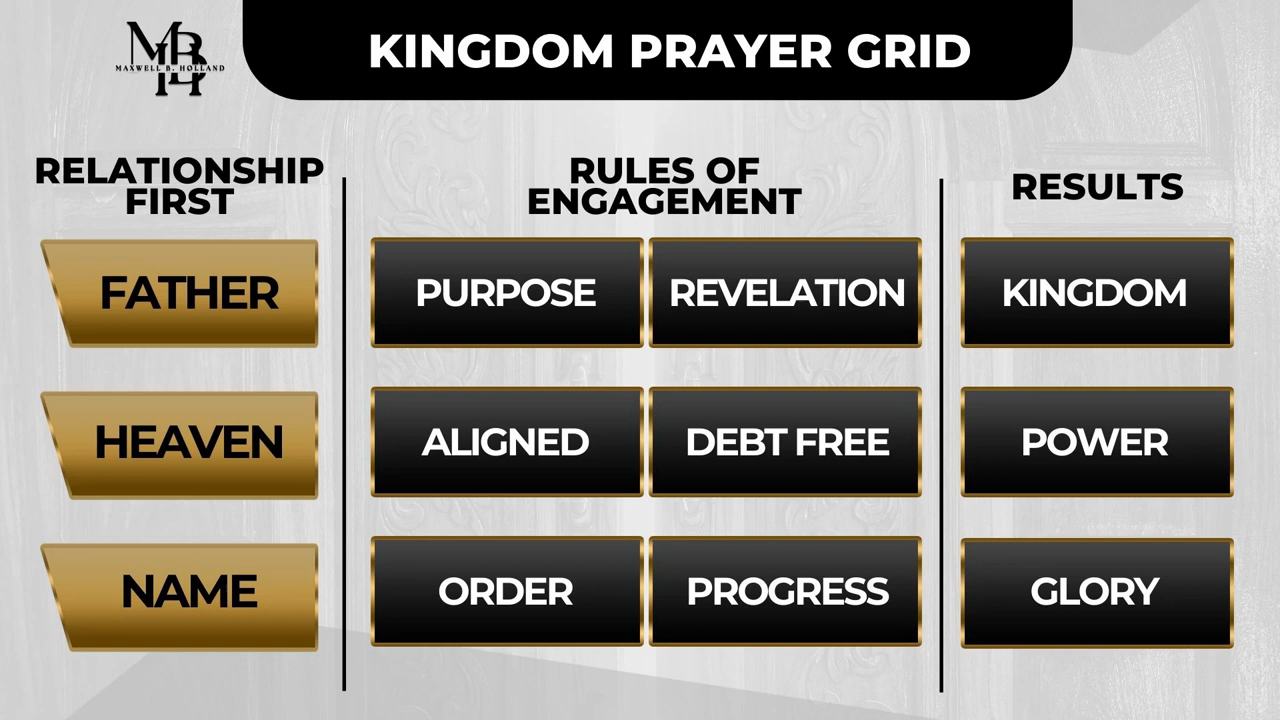 MBH
MAXWELL B. HOLLAND
KINGDOM PRAYER GRID
RELATIONSHIP
FIRST
RULES OF
ENGAGEMENT
RESULTS
FATHER
PURPOSE
REVELATION
KINGDOM
HEAVEN
ALIGNED
DEBT FREE
POWER
NAME
ORDER
PROGRESS
GLORY